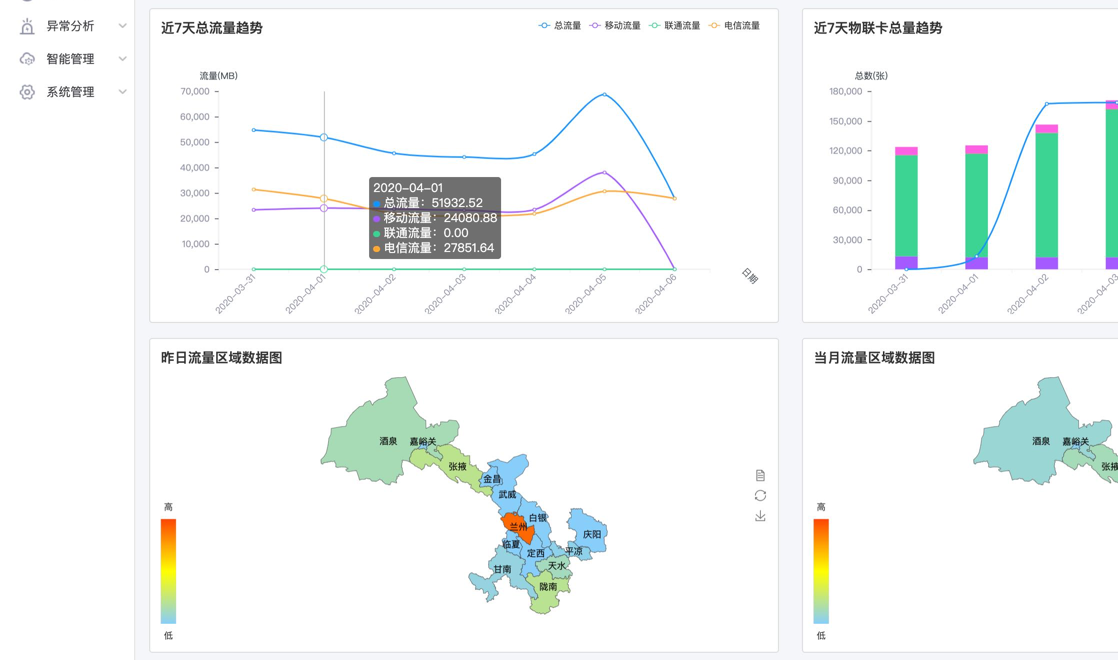 异常分析
智能管理
系统管理
近7天总流量趋势
总流量 移动流量 联通流量 电信流量
流量(MB)
70,000
60,000
50,000
40,000
30,000
20,000
10,000
0
2020-03-31
2020-04-01
2020-04-02
2020-04-03
2020-04-04
2020-04-05
2020-04-06
日期
2020-04-01
总流量: 51932.52
移动流量: 24080.88
联通流量: 0.00
电信流量: 27851.64
近7天物联卡总量趋势
总数(张)
180,000
150,000
120,000
90,000
60,000
30,000
0
2020-03-31
2020-04-01
2020-04-02
2020-04-03
昨日流量区域数据图
酒泉
嘉峪关
张掖
金昌
武威
白银
兰州
庆阳
临夏
定西
平凉
甘南
天水
陇南
高
低
当月流量区域数据图
酒泉
嘉峪关
张掖
高
低